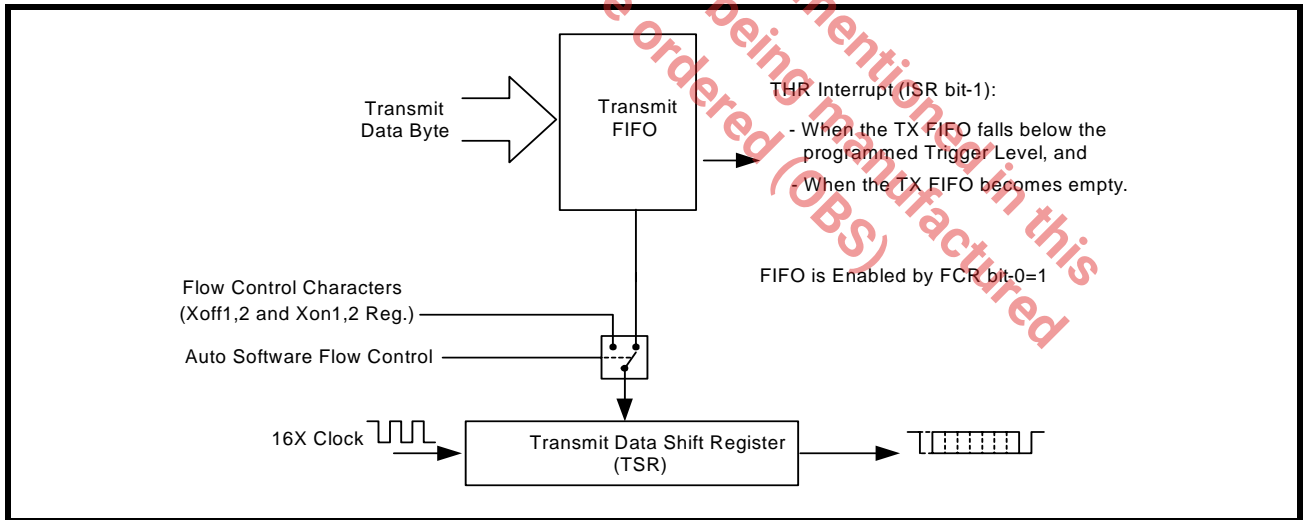 Transmit
Data Byte
Transmit
FIFO
THR Interrupt (ISR bit-1):
- When the TX FIFO falls below the
programmed Trigger Level, and
- When the TX FIFO becomes empty.
FIFO is Enabled by FCR bit-0=1
Flow Control Characters
(Xoff1,2 and Xon1,2 Reg.)
Auto Software Flow Control
16X Clock
Transmit Data Shift Register
(TSR)
mentioned in this
being manufactured
ordered (OBS)